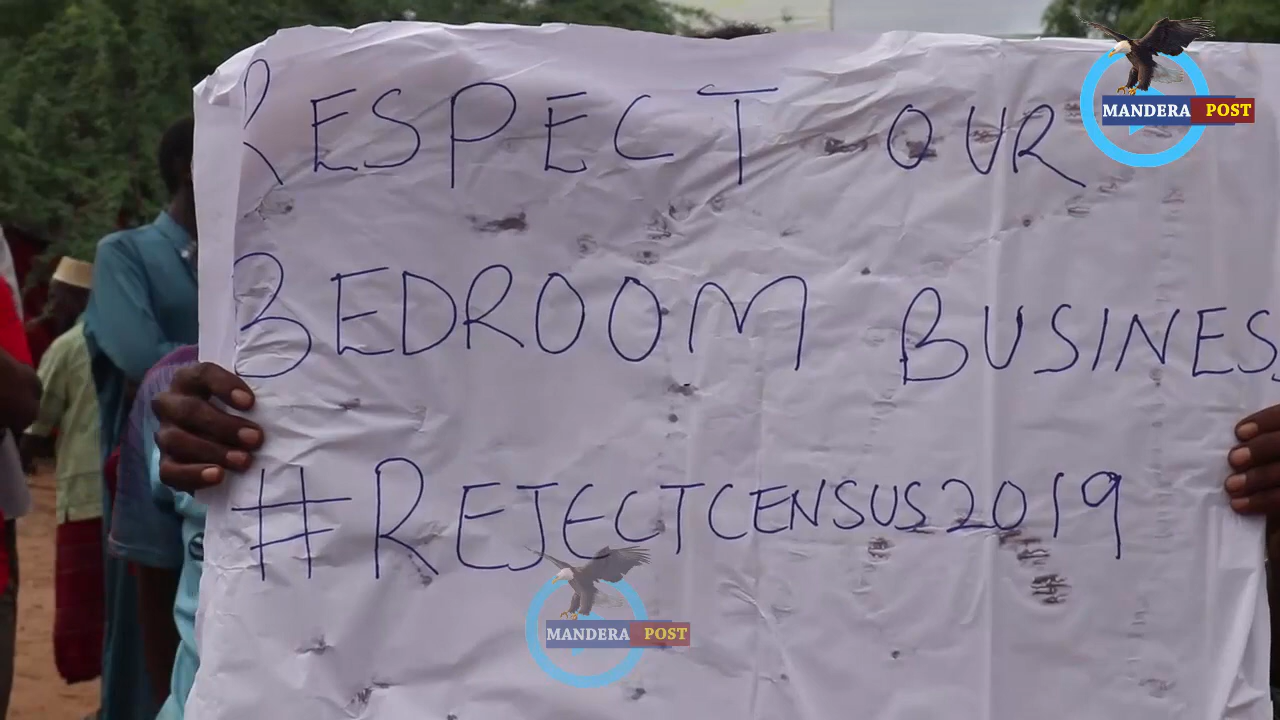 RESPECT OUR
BEDROOM BUSINES
#REJECTCENSUS2019
MANDERA POST
MANDERA POST